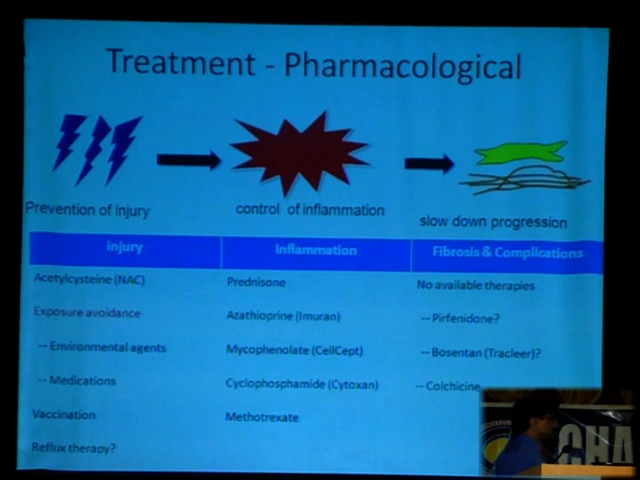 Treatment - Pharmacological
Prevention of injury
control of inflammation
slow down progression
Injury Inflammation Fibrosis & Complications
Acetylcysteine (NAC) Prednisone No available therapies
Exposure avoidance Azathioprine (Imuran) -- Pirfenidone?
-- Environmental agents Mycophenolate (CellCept) -- Bosentan (Tracleer)?
-- Medications Cyclophosphamide (Cytoxan) -- Colchicine
Vaccination Methotrexate
Reflux therapy?
CHA